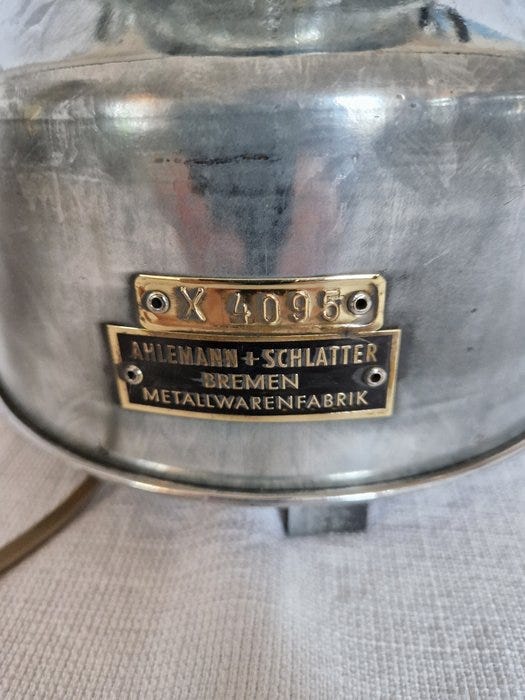 X 4095
AHLEMANN + SCHLATTER
BREMEN
METALLWARENFABRIK